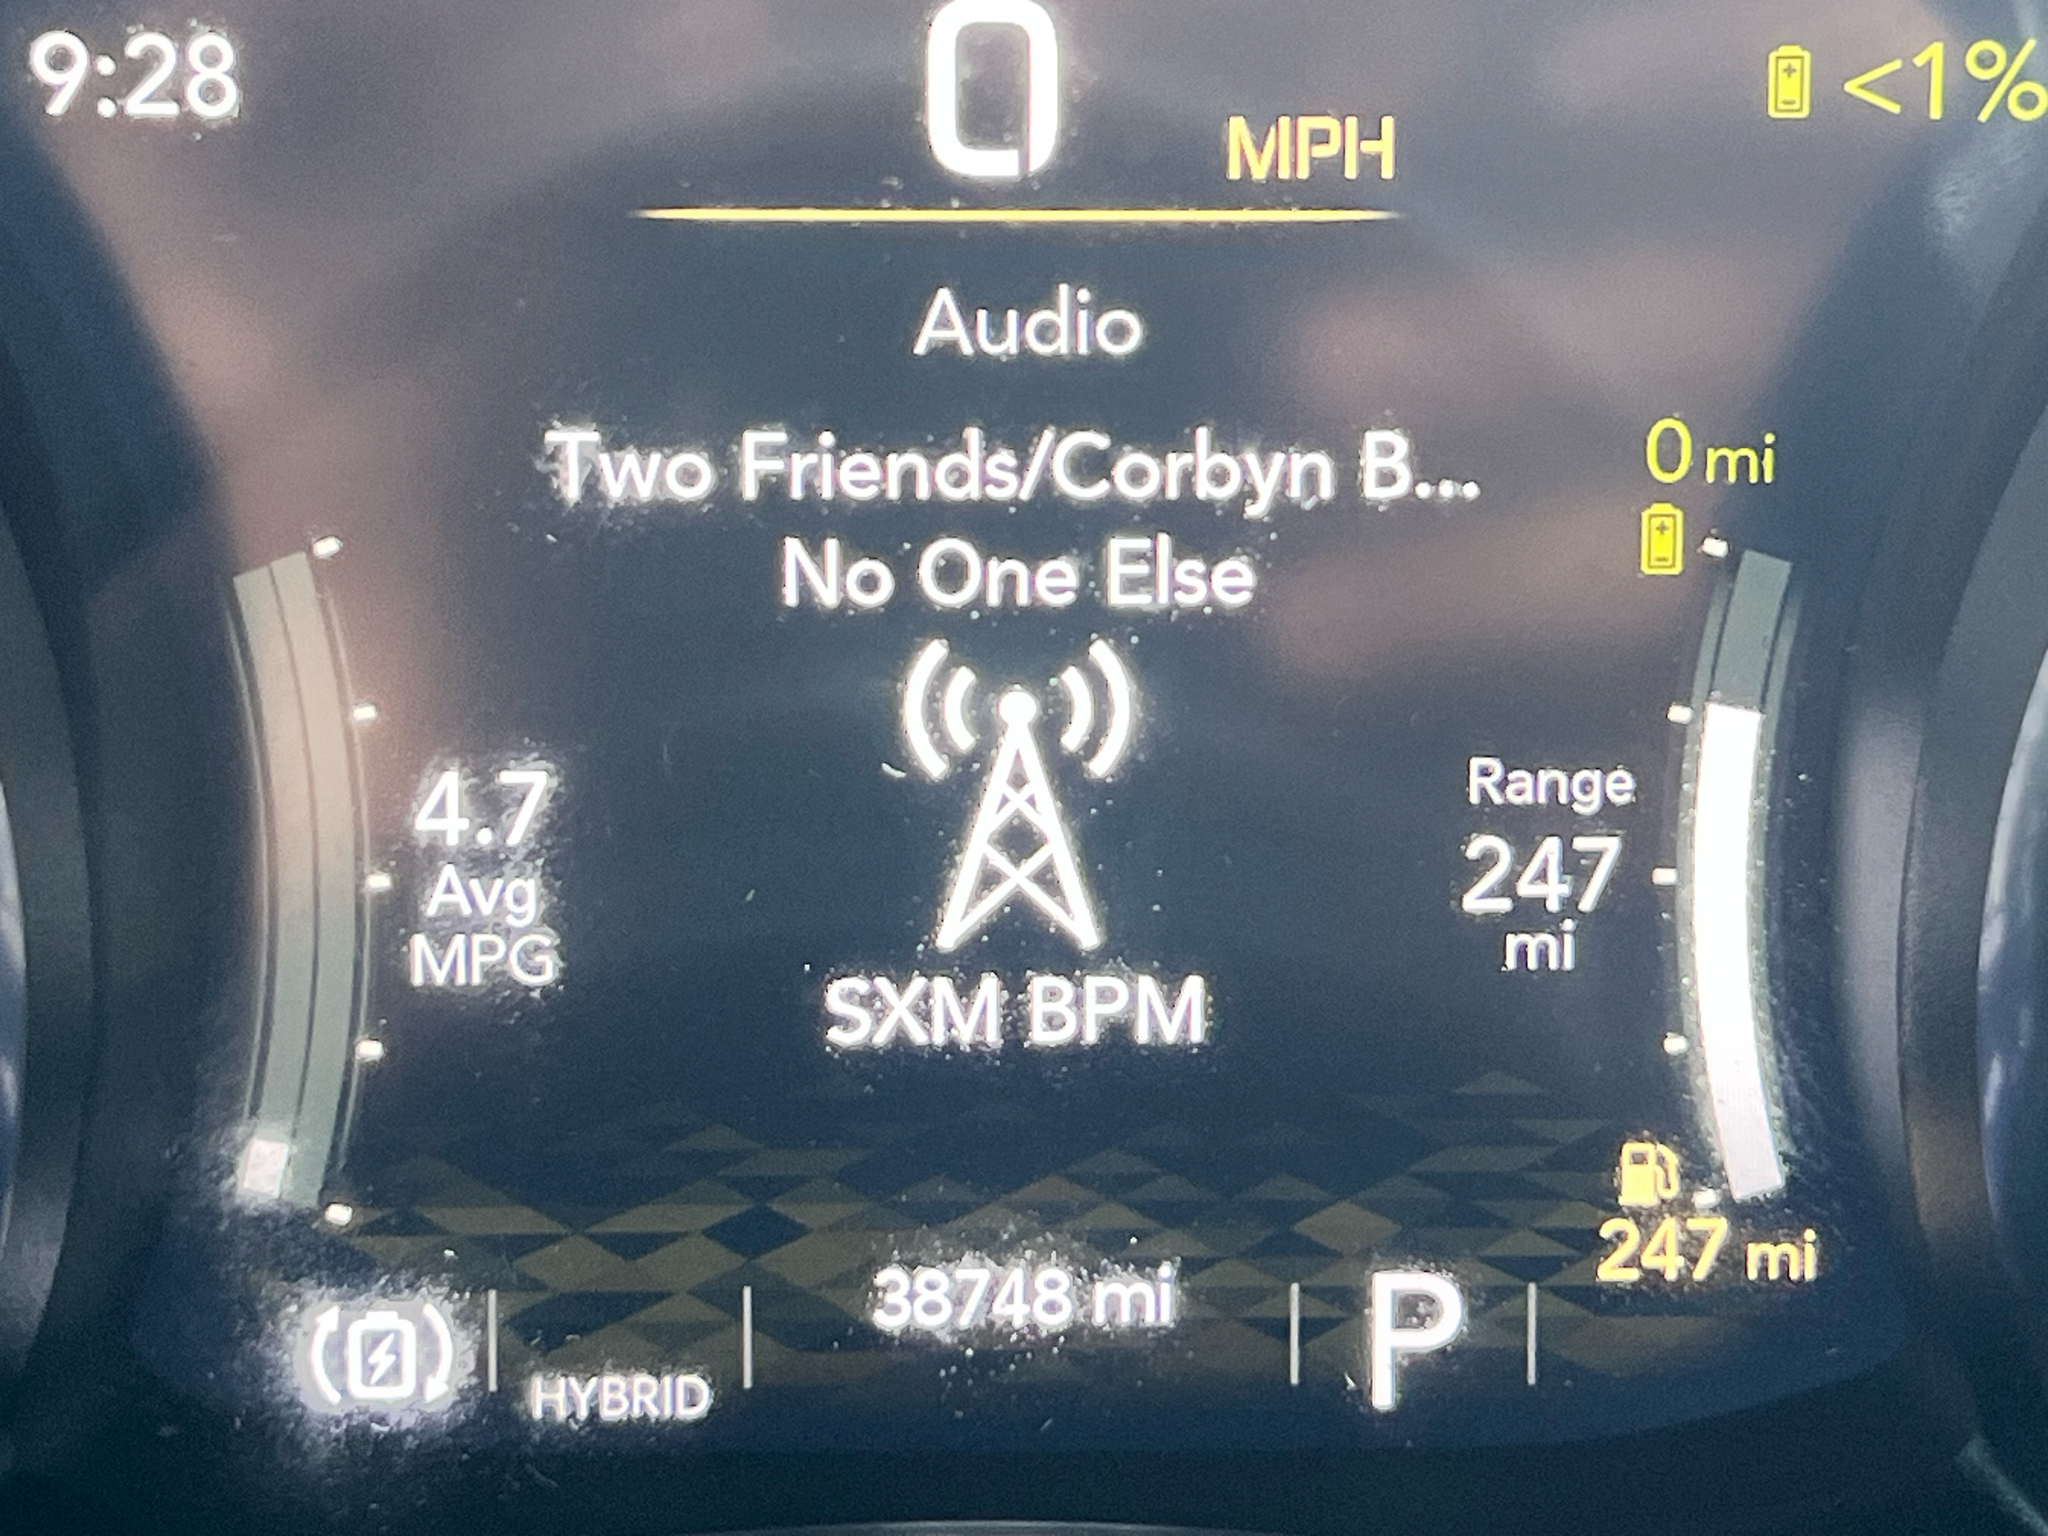 9:28
0 MPH
<1%
Audio
Two Friends/Corbyn B...
No One Else
0 mi
4.7
Avg
MPG
Range
247
mi
SXM BPM
247 mi
38748 mi
P
HYBRID